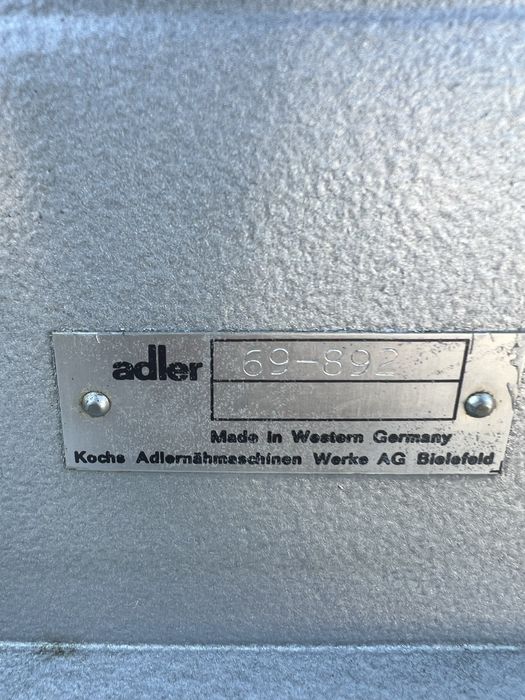 adler 69-892
Made in Western Germany
Kochs Adlernähmaschinen Werke AG Bielefeld